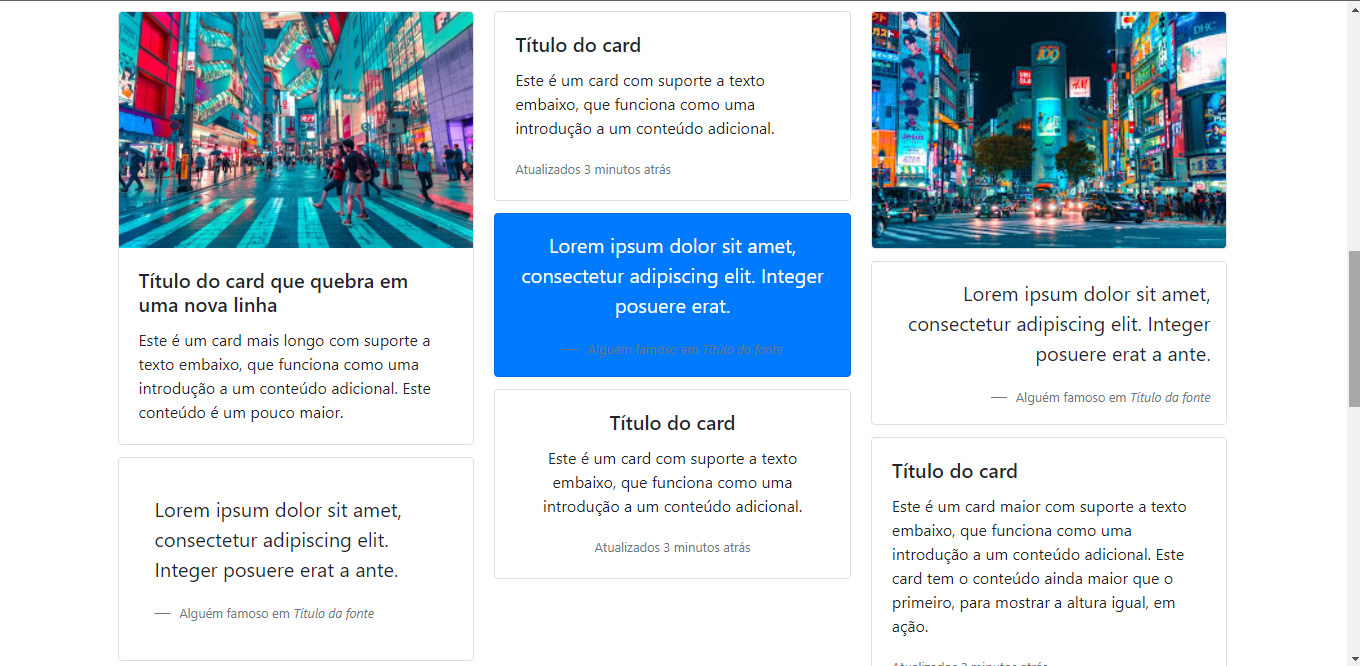 Título do card que quebra em
uma nova linha
Este é um card mais longo com suporte a
texto embaixo, que funciona como uma
introdução a um conteúdo adicional. Este
conteúdo é um pouco maior.
Lorem ipsum dolor sit amet,
consectetur adipiscing elit.
Integer posuere erat a ante.
— Alguém famoso em Título da fonte
Título do card
Este é um card com suporte a texto
embaixo, que funciona como uma
introdução a um conteúdo adicional.
Atualizados 3 minutos atrás
Lorem ipsum dolor sit amet,
consectetur adipiscing elit. Integer
posuere erat.
— Alguém famoso em Título da fonte
Título do card
Este é um card com suporte a texto
embaixo, que funciona como uma
introdução a um conteúdo adicional.
Atualizados 3 minutos atrás
109
H&M
DHC
Jesus
Lorem ipsum dolor sit amet,
consectetur adipiscing elit. Integer
posuere erat a ante.
— Alguém famoso em Título da fonte
Título do card
Este é um card maior com suporte a texto
embaixo, que funciona como uma
introdução a um conteúdo adicional. Este
card tem o conteúdo ainda maior que o
primeiro, para mostrar a altura igual, em
ação.
Atualizados 3 minutos atrás